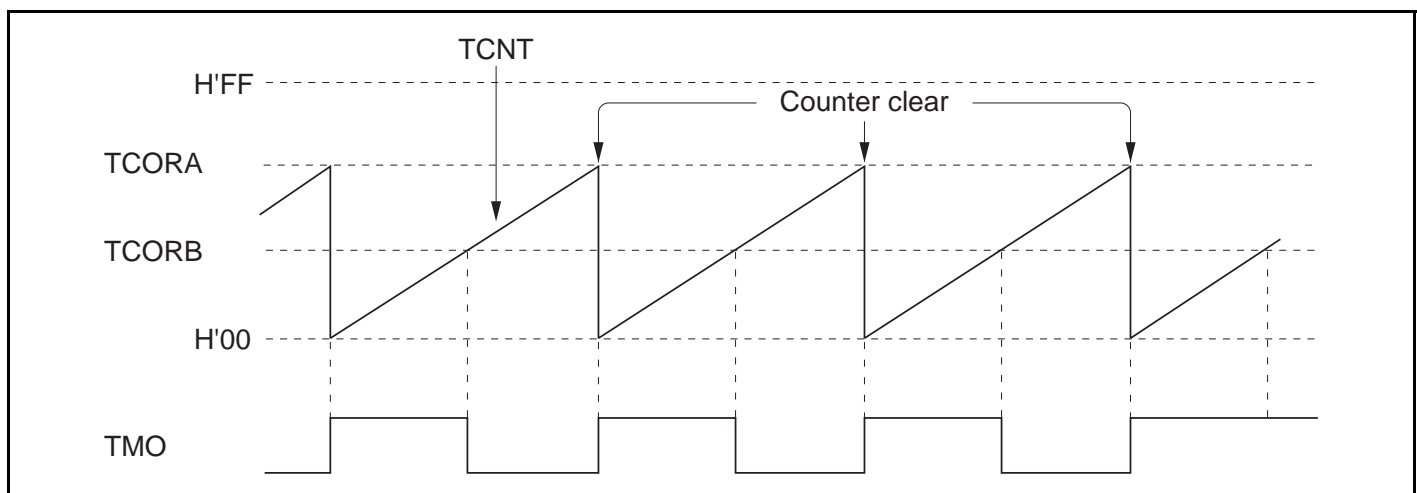 TCNT
H'FF
Counter clear
TCORA
TCORB
H'00
TMO